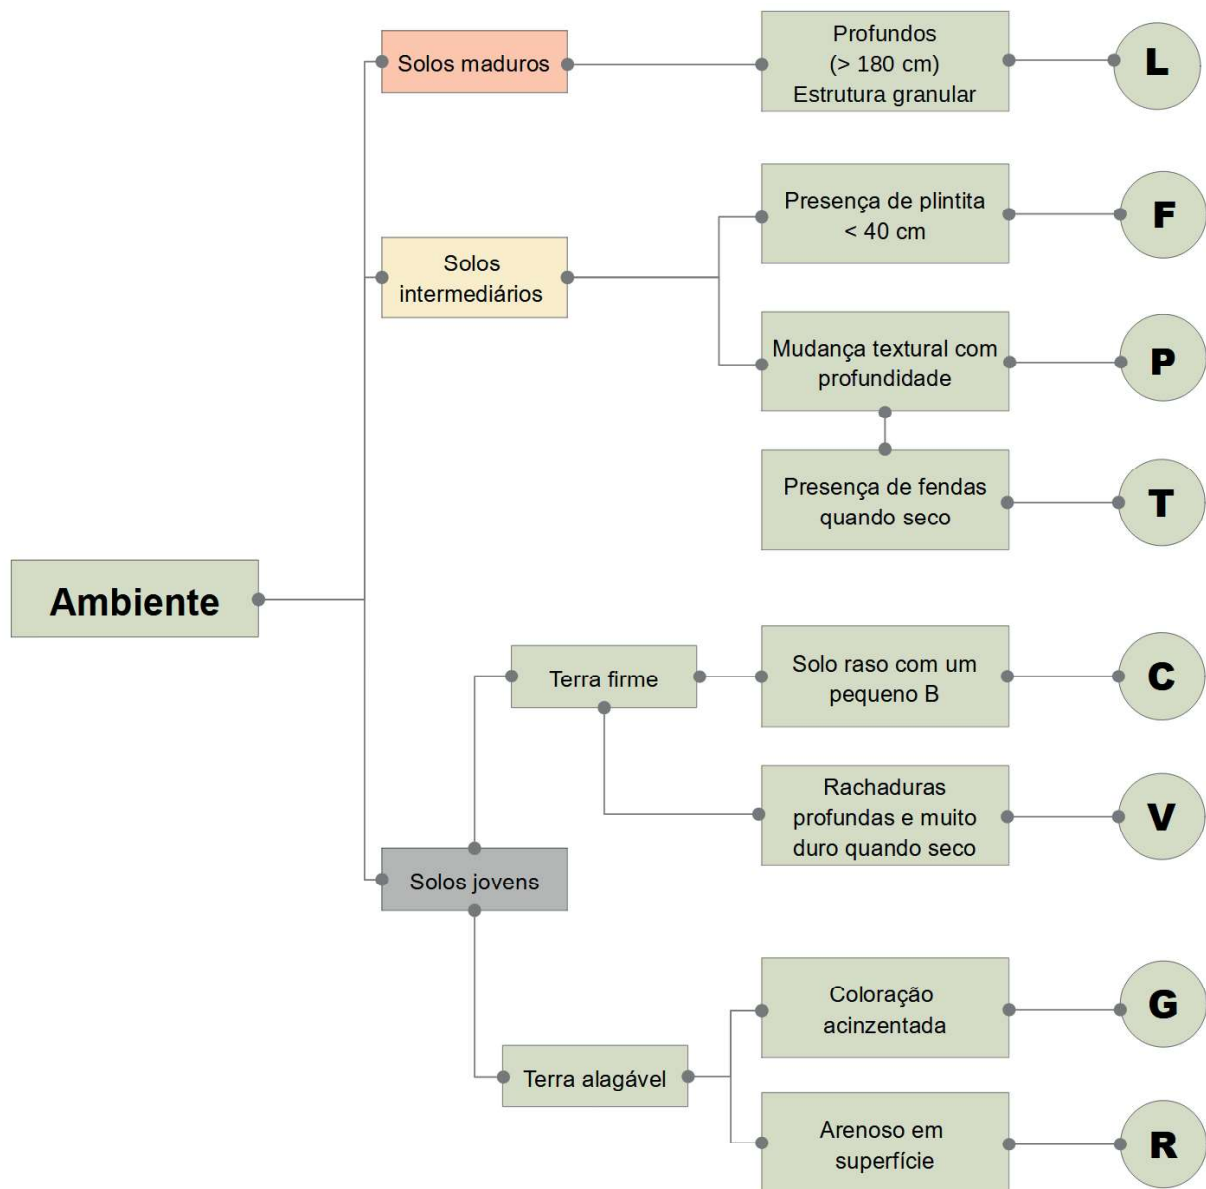 Solos maduros
Profundos
(> 180 cm)
Estrutura granular
L
Solos
intermediários
Presença de plintita
< 40 cm
F
Mudança textural com
profundidade
P
Presença de fendas
quando seco
T
Ambiente
Terra firme
Solo raso com um
pequeno B
C
Rachaduras
profundas e muito
duro quando seco
V
Solos jovens
Coloração
acinzentada
G
Terra alagável
Arenoso em
superfície
R